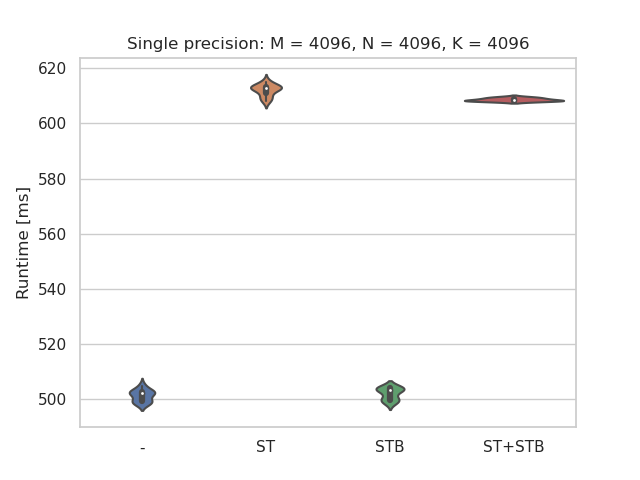 Single precision: M = 4096, N = 4096, K = 4096
Runtime [ms]
620
600
580
560
540
520
500
- ST STB ST+STB